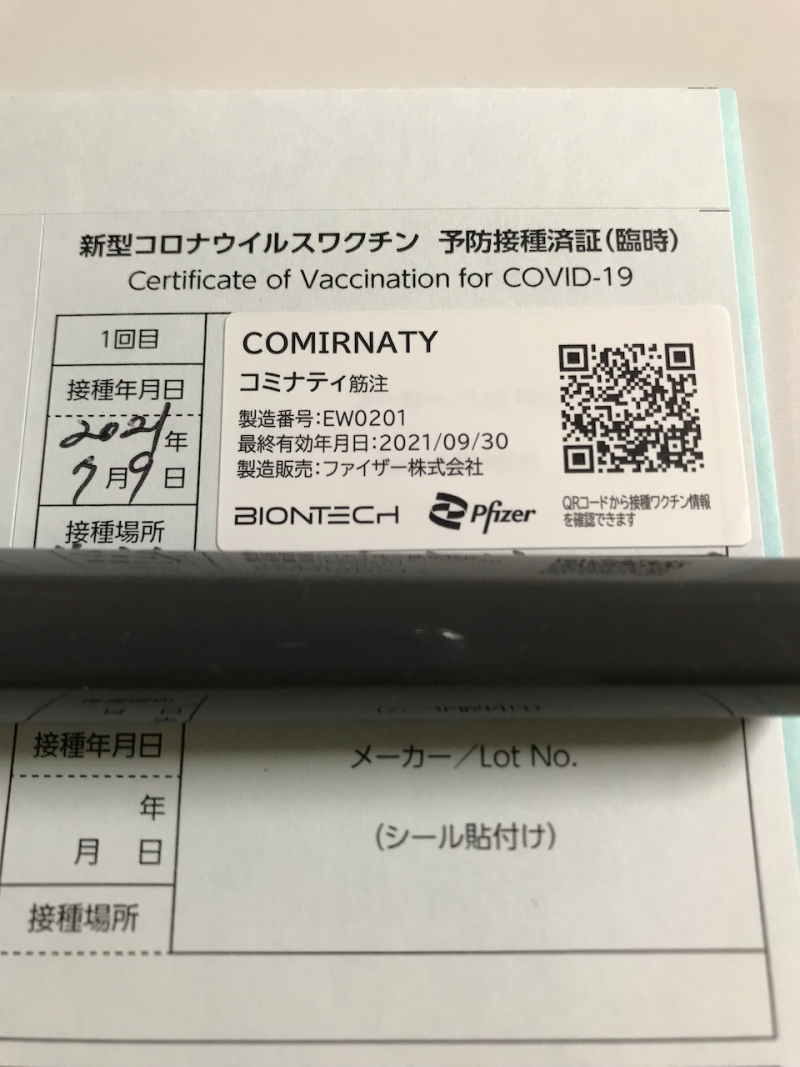 新型コロナウイルスワクチン 予防接種済証(臨時)
Certificate of Vaccination for COVID-19
1回目
接種年月日
2021年
7月9日
接種場所
COMIRNATY
コミナティ筋注
製造番号:EW0201
最終有効年月日:2021/09/30
製造販売:ファイザー株式会社
BIONTECH Pfizer
QRコードから接種ワクチン情報
を確認できます
接種年月日
年
月 日
接種場所
メーカー/Lot No.
(シール貼付け)